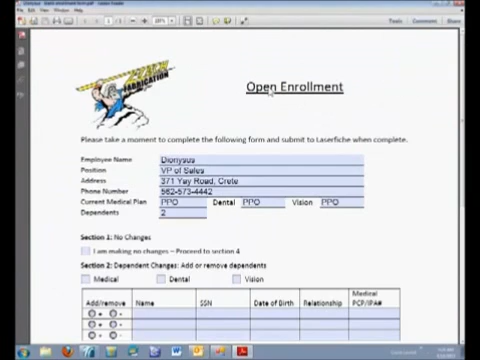 Tools
Comment
FABRICATION
Open Enrollment
Please take a moment to complete the following form and submit to Laserfiche when complete.
Employee Name Dionysus
Position VP of Sales
Address 371 Yay Road, Crete
Phone Number 562-573-4442
Current Medical Plan PPO Dental PPO Vision PPO
Dependents 2
Section 1: No Changes
I am making no changes – Proceed to section 4
Section 2: Dependent Changes: Add or remove dependents
Medical Dental Vision
Add/remove Name SSN Date of Birth Relationship Medical PCP/IPA#
+ -
+ -
+ -